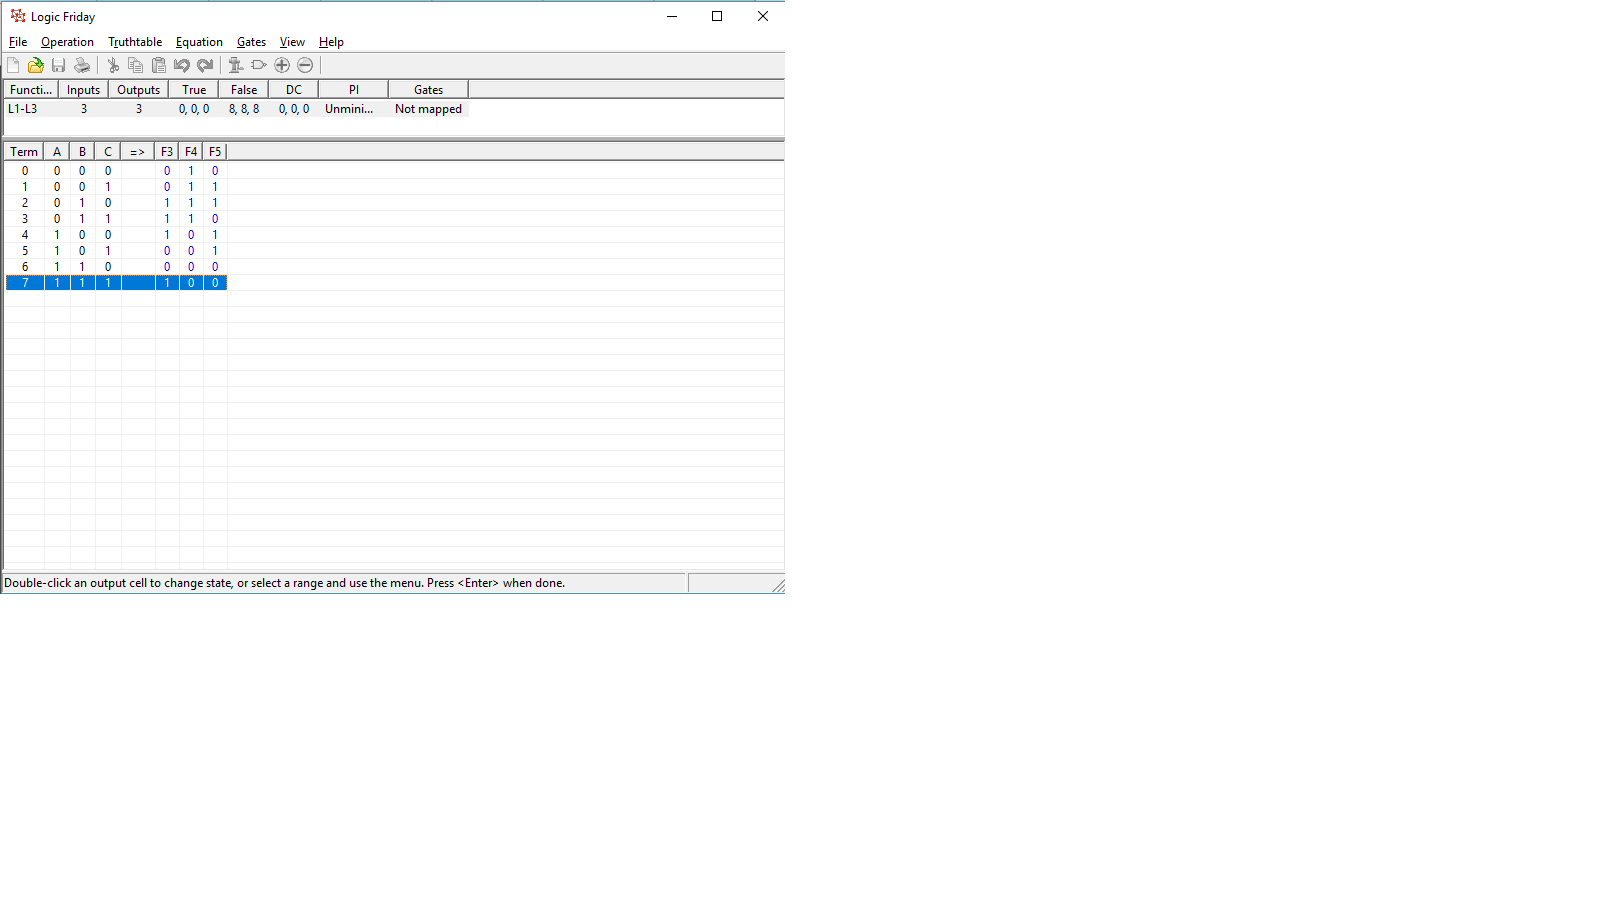 Logic Friday
File Operation Truthtable Equation Gates View Help
Functi... Inputs Outputs True False DC PI Gates
L1-L3 3 3 0, 0, 0 8, 8, 8 0, 0, 0 Unmini... Not mapped
Term A B C => F3 F4 F5
0 0 0 0 0 1 0
1 0 0 1 0 1 1
2 0 1 0 1 1 1
3 0 1 1 1 1 0
4 1 0 0 1 0 1
5 1 0 1 0 0 1
6 1 1 0 0 0 0
7 1 1 1 1 0 0
Double-click an output cell to change state, or select a range and use the menu. Press <Enter> when done.